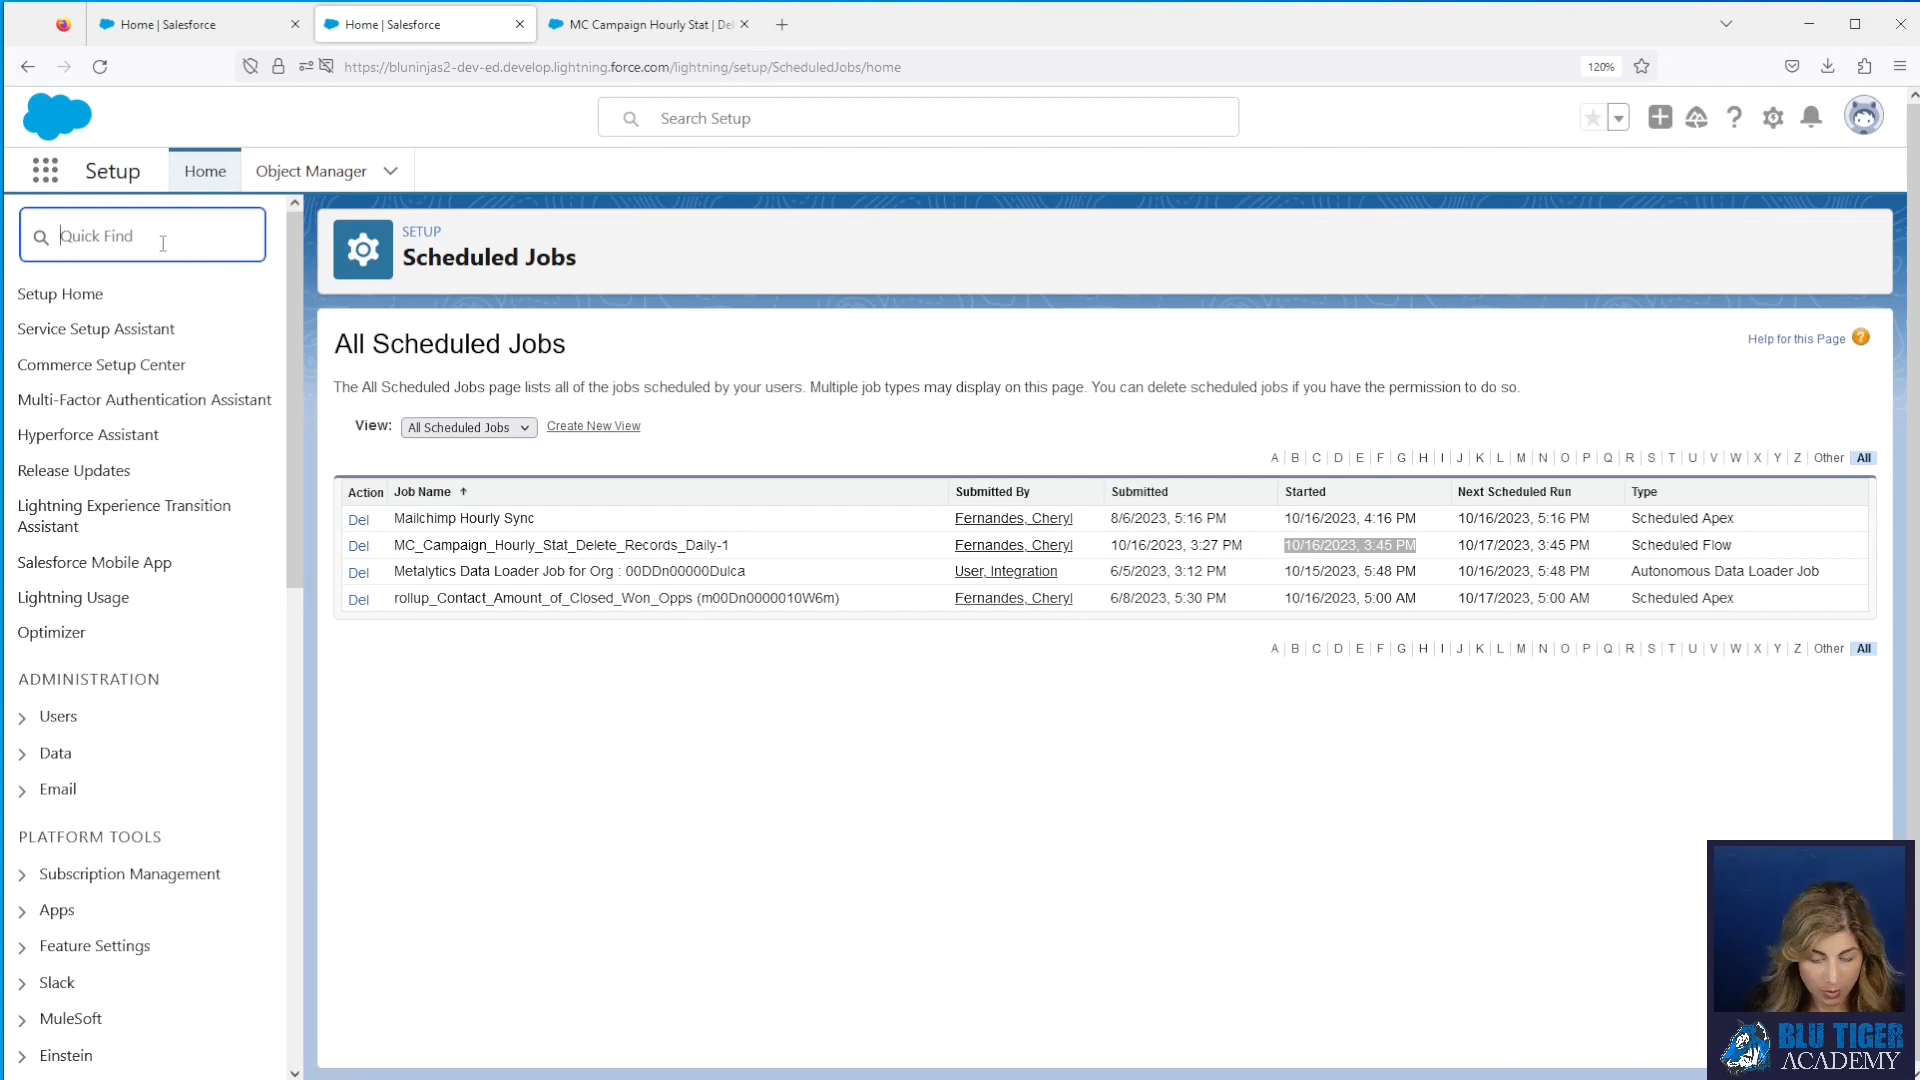 Home | Salesforce
Home | Salesforce
MC Campaign Hourly Stat | De
https://bluninjas2-dev-ed.develop.lightning.force.com/lightning/setup/ScheduledJobs/home
120%
Search Setup
Setup
Home
Object Manager
Quick Find
Setup Home
Service Setup Assistant
Commerce Setup Center
Multi-Factor Authentication Assistant
Hyperforce Assistant
Release Updates
Lightning Experience Transition
Assistant
Salesforce Mobile App
Lightning Usage
Optimizer
ADMINISTRATION
Users
Data
Email
PLATFORM TOOLS
Subscription Management
Apps
Feature Settings
Slack
MuleSoft
Einstein
SETUP
Scheduled Jobs
All Scheduled Jobs
Help for this Page ?
The All Scheduled Jobs page lists all of the jobs scheduled by your users. Multiple job types may display on this page. You can delete scheduled jobs if you have the permission to do so.
View: All Scheduled Jobs Create New View
A | B | C | D | E | F | G | H | I | J | K | L | M | N | O | P | Q | R | S | T | U | V | W | X | Y | Z | Other All
Action Job Name ↑ Submitted By Submitted Started Next Scheduled Run Type
Del Mailchimp Hourly Sync Fernandes, Cheryl 8/6/2023, 5:16 PM 10/16/2023, 4:16 PM 10/16/2023, 5:16 PM Scheduled Apex
Del MC_Campaign_Hourly_Stat_Delete_Records_Daily-1 Fernandes, Cheryl 10/16/2023, 3:27 PM 10/16/2023, 3:45 PM 10/17/2023, 3:45 PM Scheduled Flow
Del Metalytics Data Loader Job for Org : 00DDn00000Dulca User, Integration 6/5/2023, 3:12 PM 10/15/2023, 5:48 PM 10/16/2023, 5:48 PM Autonomous Data Loader Job
Del rollup_Contact_Amount_of_Closed_Won_Opps (m00Dn0000010W6m) Fernandes, Cheryl 6/8/2023, 5:30 PM 10/16/2023, 5:00 AM 10/17/2023, 5:00 AM Scheduled Apex
A | B | C | D | E | F | G | H | I | J | K | L | M | N | O | P | Q | R | S | T | U | V | W | X | Y | Z | Other All
BLU TIGER
ACADEMY